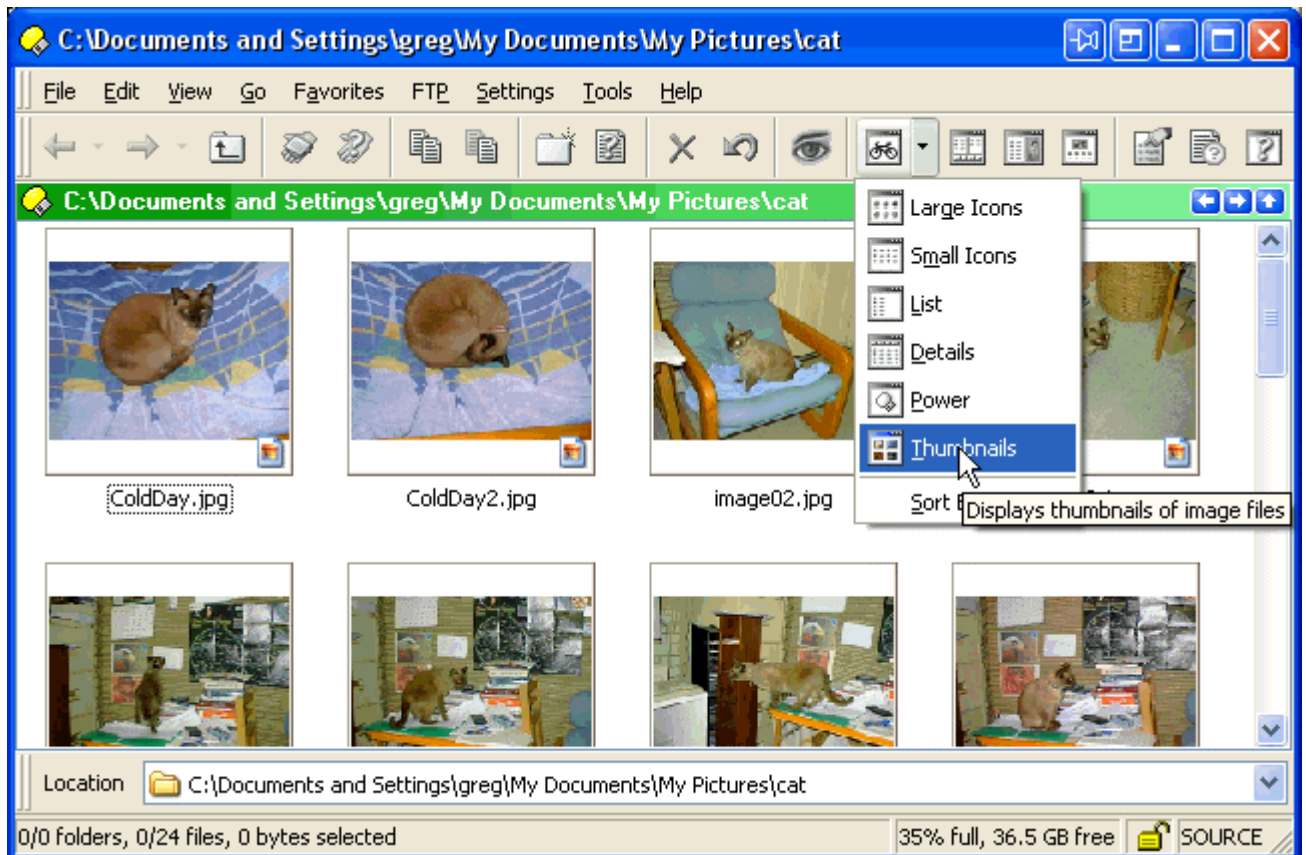 C:\Documents and Settings\greg\My Documents\My Pictures\cat
File Edit View Go Favorites FTP Settings Tools Help
C:\Documents and Settings\greg\My Documents\My Pictures\cat
Large Icons
Small Icons
List
Details
Power
Thumbnails
Sort
Displays thumbnails of image files
ColdDay.jpg ColdDay2.jpg image02.jpg
Location C:\Documents and Settings\greg\My Documents\My Pictures\cat
0/0 folders, 0/24 files, 0 bytes selected 35% full, 36.5 GB free SOURCE